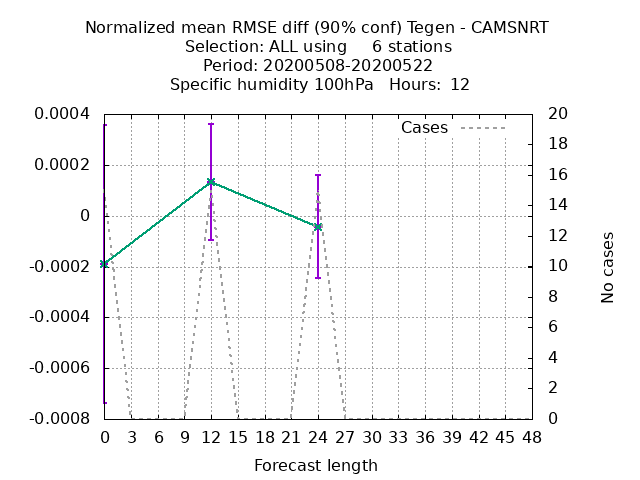 Normalized mean RMSE diff (90% conf) Tegen - CAMSNRT
Selection: ALL using     6 stations
Period: 20200508-20200522
Specific humidity 100hPa   Hours:  12
Cases
0.0004
0.0002
0
-0.0002
-0.0004
-0.0006
-0.0008
20
18
16
14
12
10
8
6
4
2
0
No cases
0 3 6 9 12 15 18 21 24 27 30 33 36 39 42 45 48
Forecast length